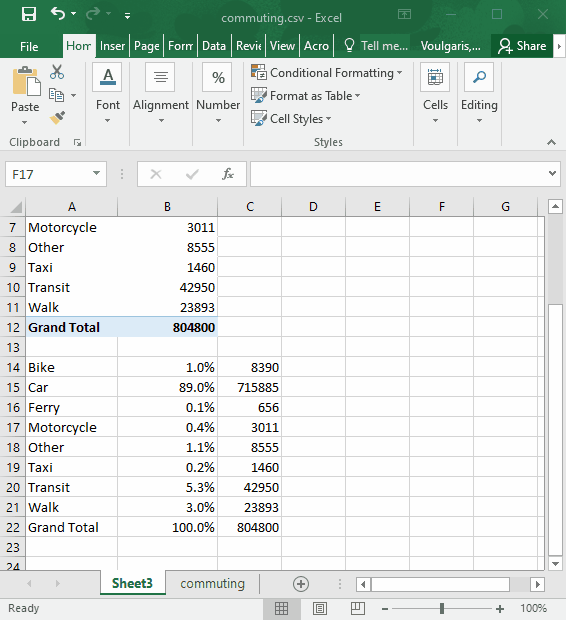 commuting.csv - Excel
File Hom Inser Page Form Data Revie View Acro Tell me... Voulgaris,... Share
Paste Font Alignment Number Conditional Formatting Cells Editing
Format as Table
Cell Styles
Clipboard Styles
F17 fx
A B C D E F G
7 Motorcycle 3011
8 Other 8555
9 Taxi 1460
10 Transit 42950
11 Walk 23893
12 Grand Total 804800
13
14 Bike 1.0% 8390
15 Car 89.0% 715885
16 Ferry 0.1% 656
17 Motorcycle 0.4% 3011
18 Other 1.1% 8555
19 Taxi 0.2% 1460
20 Transit 5.3% 42950
21 Walk 3.0% 23893
22 Grand Total 100.0% 804800
23
24
Sheet3 commuting
Ready 100%